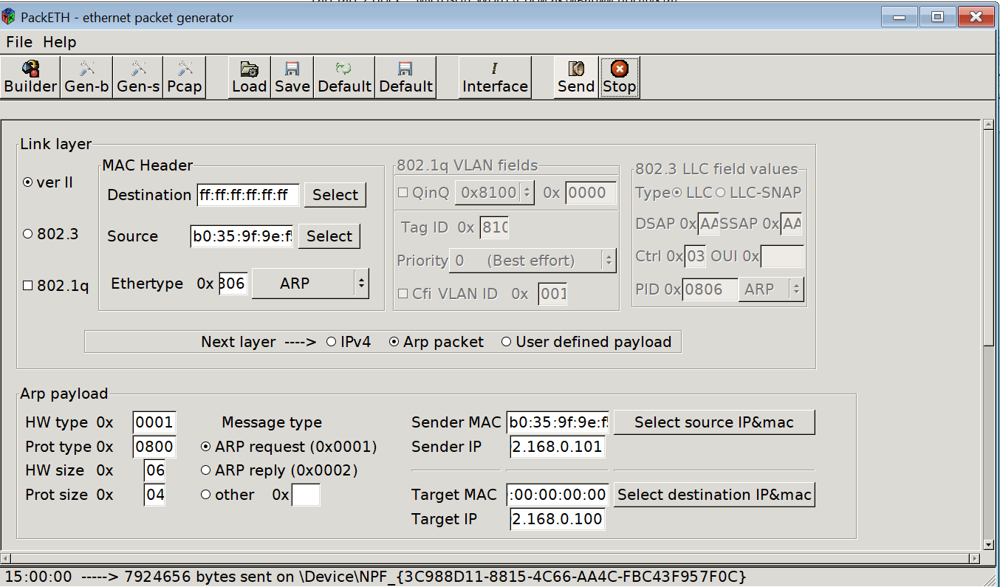 PackETH - ethernet packet generator
File Help
Builder Gen-b Gen-s Pcap Load Save Default Default Interface Send Stop
Link layer
ver II
802.3
802.1q
MAC Header
Destination ff:ff:ff:ff:ff:ff Select
Source b0:35:9f:9e:f Select
Ethertype 0x 806 ARP
802.1q VLAN fields
QinQ 0x8100 0x 0000
Tag ID 0x 810
Priority 0 (Best effort)
Cfi VLAN ID 0x 001
802.3 LLC field values
Type LLC LLC-SNAP
DSAP 0x AA SSAP 0x AA
Ctrl 0x 03 OUI 0x
PID 0x 0806 ARP
Next layer ----> IPv4 Arp packet User defined payload
Arp payload
HW type 0x 0001
Prot type 0x 0800
HW size 0x 06
Prot size 0x 04
Message type
ARP request (0x0001)
ARP reply (0x0002)
other 0x
Sender MAC b0:35:9f:9e:f Select source IP&mac
Sender IP 2.168.0.101
Target MAC :00:00:00:00 Select destination IP&mac
Target IP 2.168.0.100
15:00:00 -----> 7924656 bytes sent on \Device\NPF_{3C988D11-8815-4C66-AA4C-FBC43F957F0C}